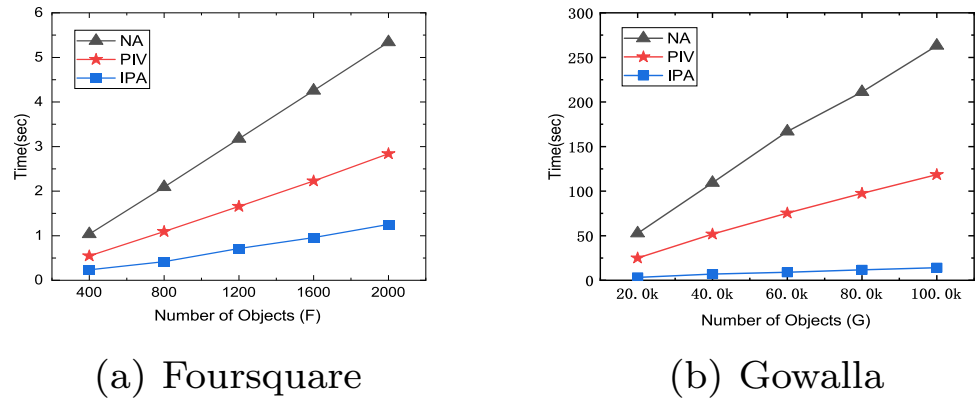 6
5
4
3
2
1
0
Time(sec)
NA
PIV
IPA
400 800 1200 1600 2000
Number of Objects (F)
(a) Foursquare
300
250
200
150
100
50
0
Time(sec)
NA
PIV
IPA
20.0k 40.0k 60.0k 80.0k 100.0k
Number of Objects (G)
(b) Gowalla